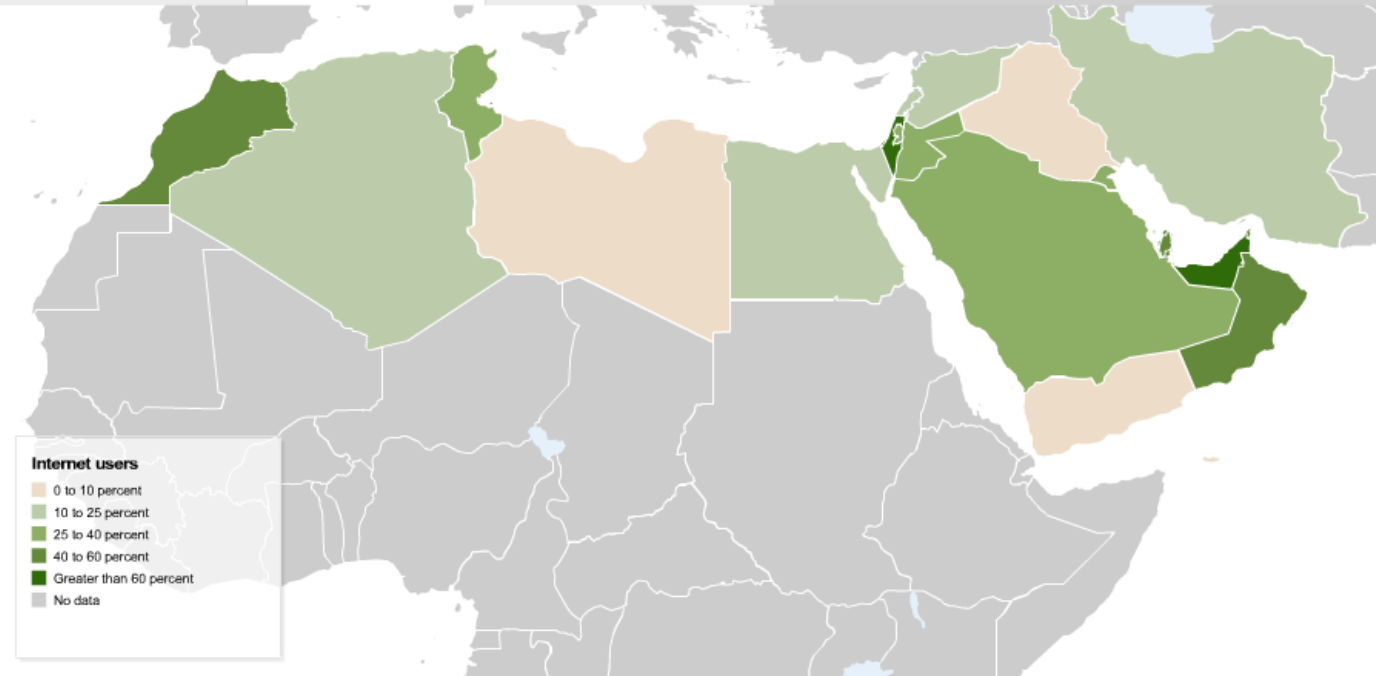 Internet users
0 to 10 percent
10 to 25 percent
25 to 40 percent
40 to 60 percent
Greater than 60 percent
No data